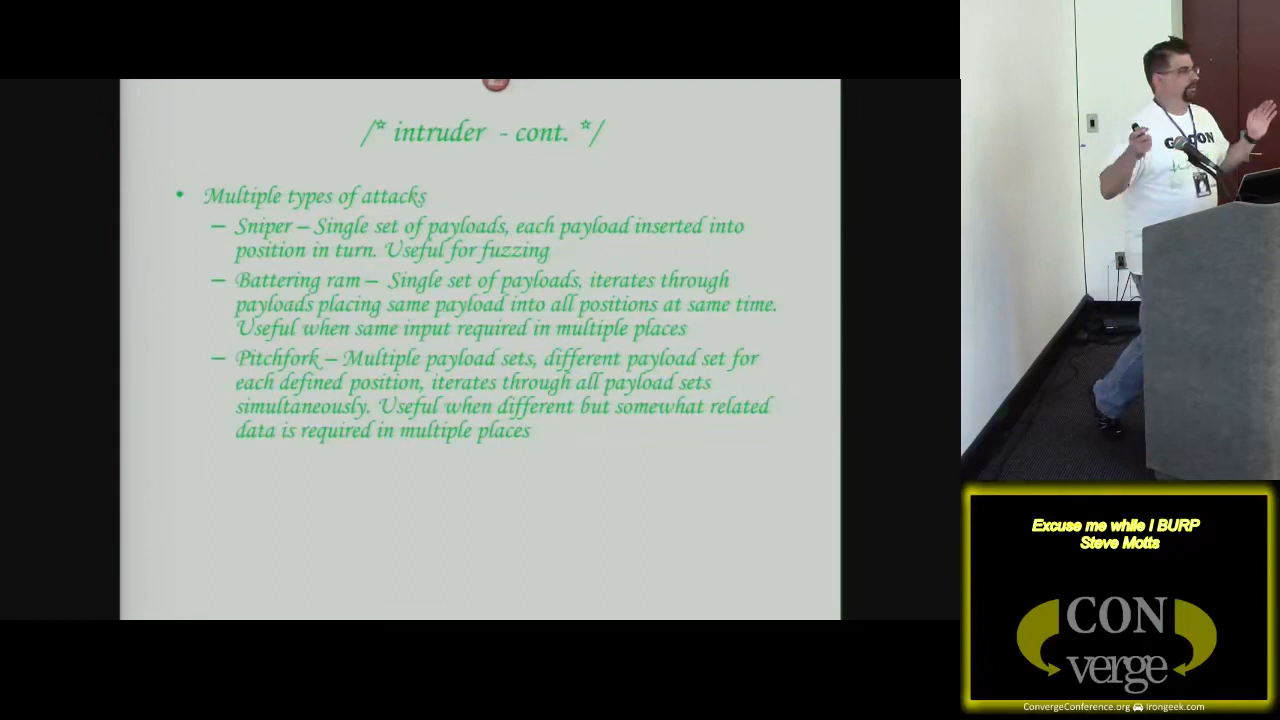 /* intruder - cont. */
• Multiple types of attacks
– Sniper – Single set of payloads, each payload inserted into
position in turn. Useful for fuzzing
– Battering ram – Single set of payloads, iterates through
payloads placing same payload into all positions at same time.
Useful when same input required in multiple places
– Pitchfork – Multiple payload sets, different payload set for
each defined position, iterates through all payload sets
simultaneously. Useful when different but somewhat related
data is required in multiple places
Excuse me while I BURP
Steve Motts
CON
verge
ConvergeConference.org Irongeek.com